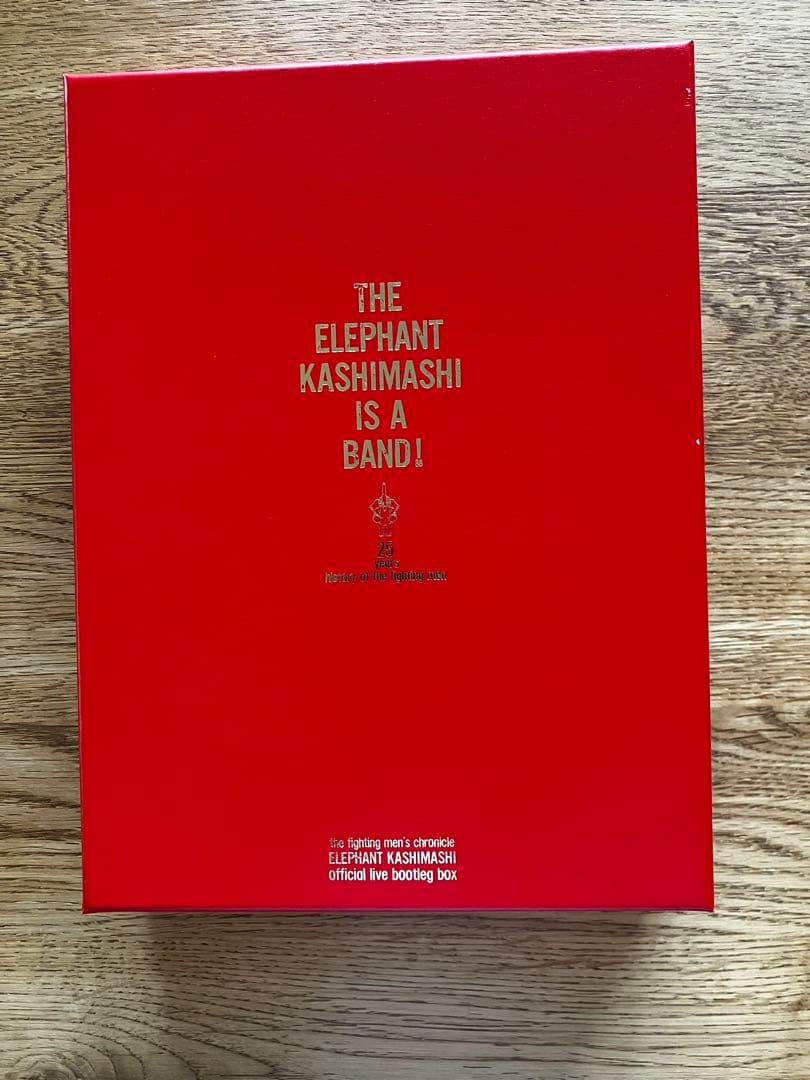 THE
ELEPHANT
KASHIMASHI
IS A
BAND!
25
years
history of the fighting men
the fighting men's chronicle
ELEPHANT KASHIMASHI
official live bootleg box